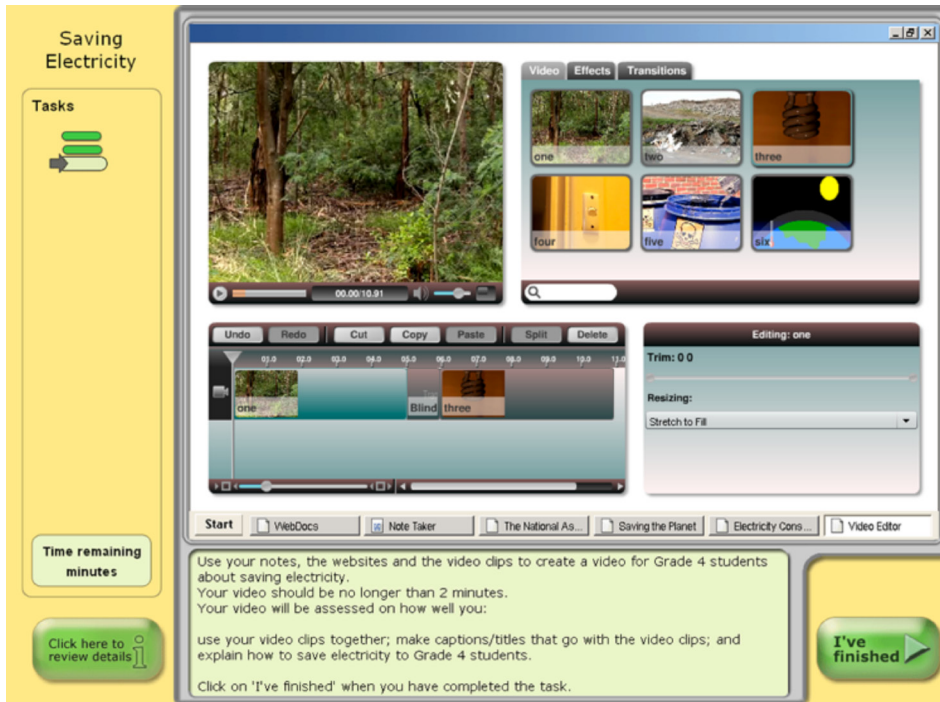 Saving
Electricity
Tasks
Time remaining
minutes
Click here to
review details
Video Effects Transitions
one two three
four five six
00.00/10.91
Undo Redo Cut Copy Paste Split Delete
01.0 02.0 03.0 04.0 05.0 06.0 07.0 08.0 09.0 10.0 11.0
one Blind three
Editing: one
Trim: 0 0
Resizing:
Stretch to Fill
Start WebDocs Note Taker The National As... Saving the Planet Electricity Cons... Video Editor
Use your notes, the websites and the video clips to create a video for Grade 4 students
about saving electricity.
Your video should be no longer than 2 minutes.
Your video will be assessed on how well you:
use your video clips together; make captions/titles that go with the video clips; and
explain how to save electricity to Grade 4 students.
Click on 'I've finished' when you have completed the task.
I've
finished